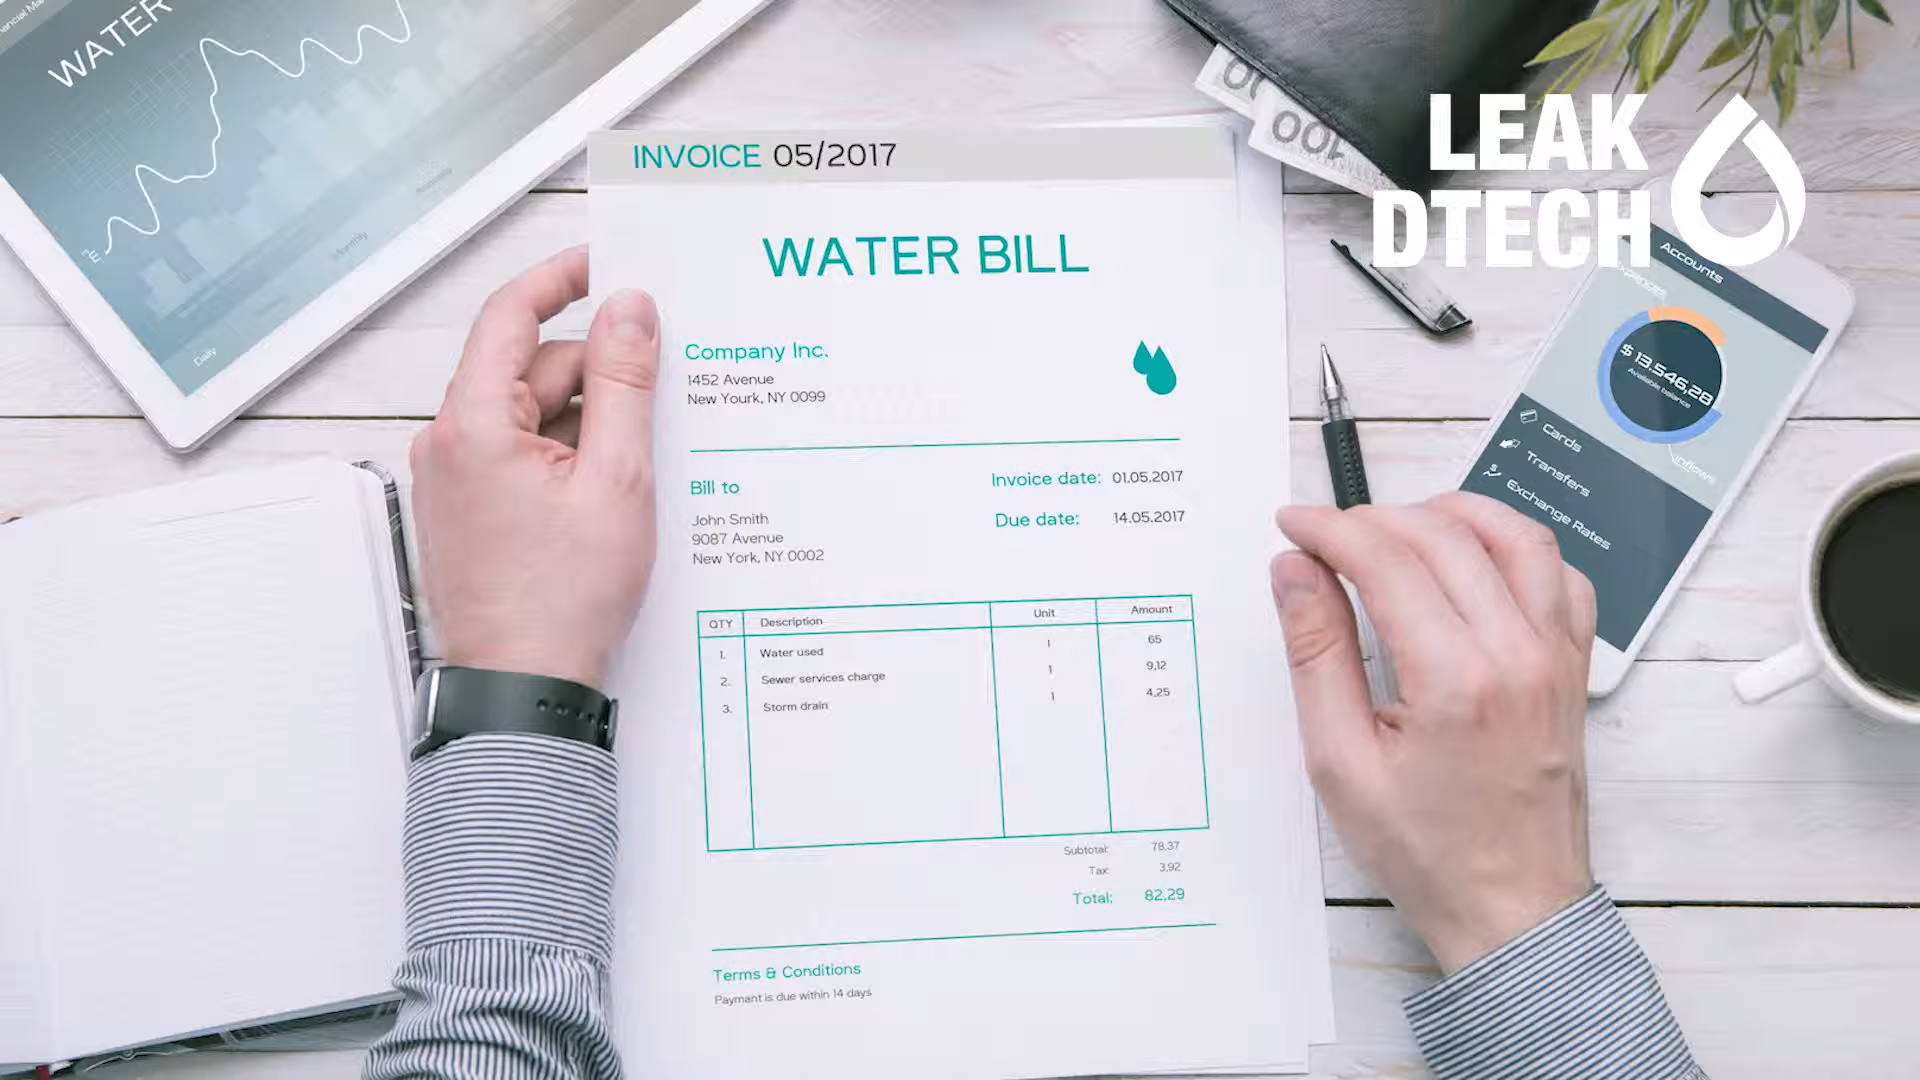 WATER
Daily
Monthly
INVOICE 05/2017
WATER BILL
Company Inc.
1452 Avenue
New Yourk, NY 0099
Bill to
John Smith
9087 Avenue
New York, NY 0002
Invoice date: 01.05.2017
Due date: 14.05.2017
QTY Description Unit Amount
1. Water used 1 65
2. Sewer services charge 1 9,12
3. Storm drain 1 4,25
Subtotal: 78,37
Tax: 3,92
Total: 82,29
Terms & Conditions
Paymant is due within 14 days
100
LEAK
DTECH
Accounts
$ 13.546,28
Available balance
Inflows
Cards
Transfers
Exchange Rates